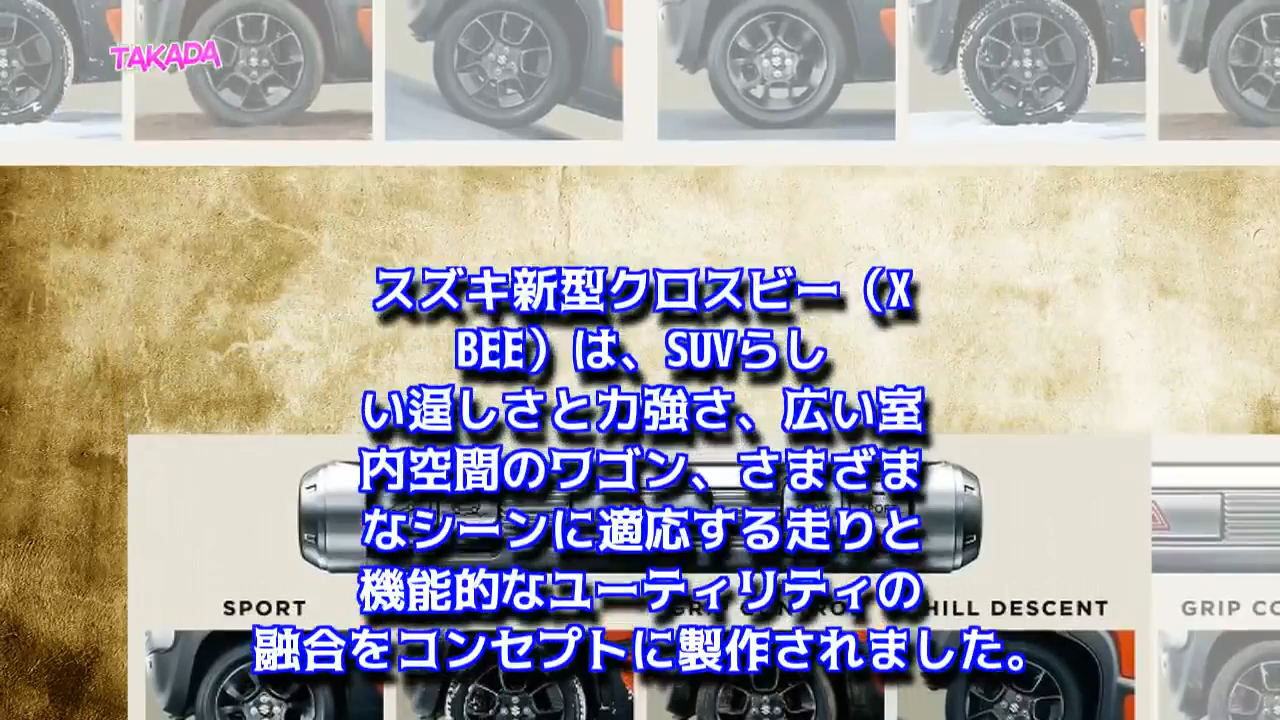 TAKADA
スズキ新型クロスビー（X
BEE）は、SUVらし
い逞しさと力強さ、広い室
内空間のワゴン、さまざま
なシーンに適応する走りと
機能的なユーティリティの
融合をコンセプトに製作されました。
SPORT
HILL DESCENT
GRIP CO